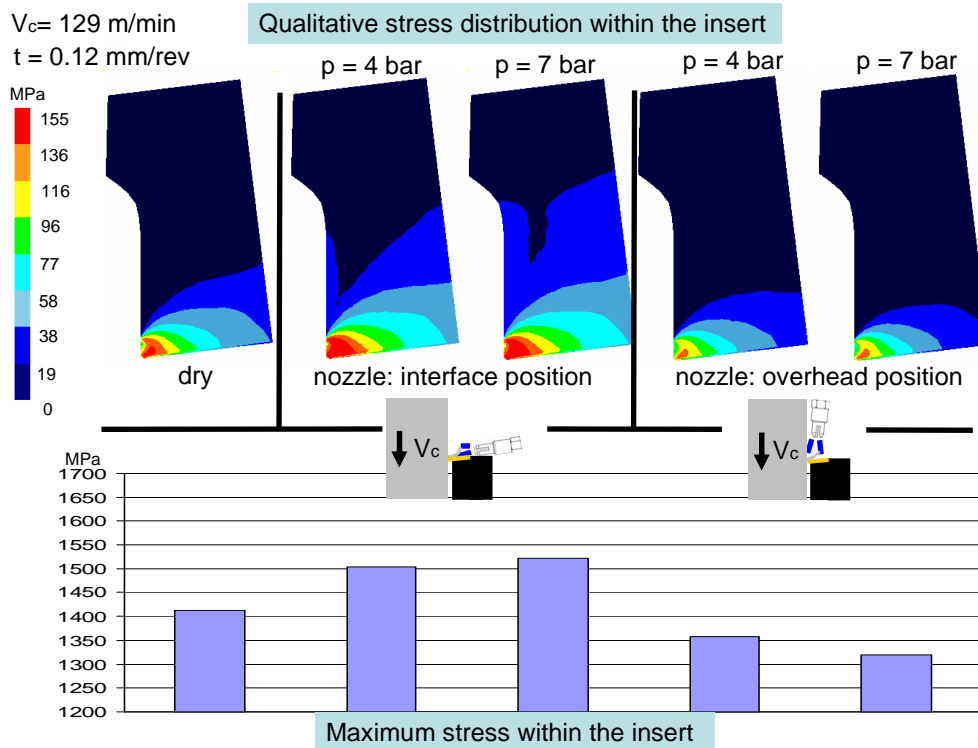 Vc= 129 m/min
t = 0.12 mm/rev
Qualitative stress distribution within the insert
p = 4 bar
p = 7 bar
p = 4 bar
p = 7 bar
MPa
155
136
116
96
77
58
38
19
0
dry
nozzle: interface position
nozzle: overhead position
Vc
Vc
MPa
1700
1650
1600
1550
1500
1450
1400
1350
1300
1250
1200
Maximum stress within the insert